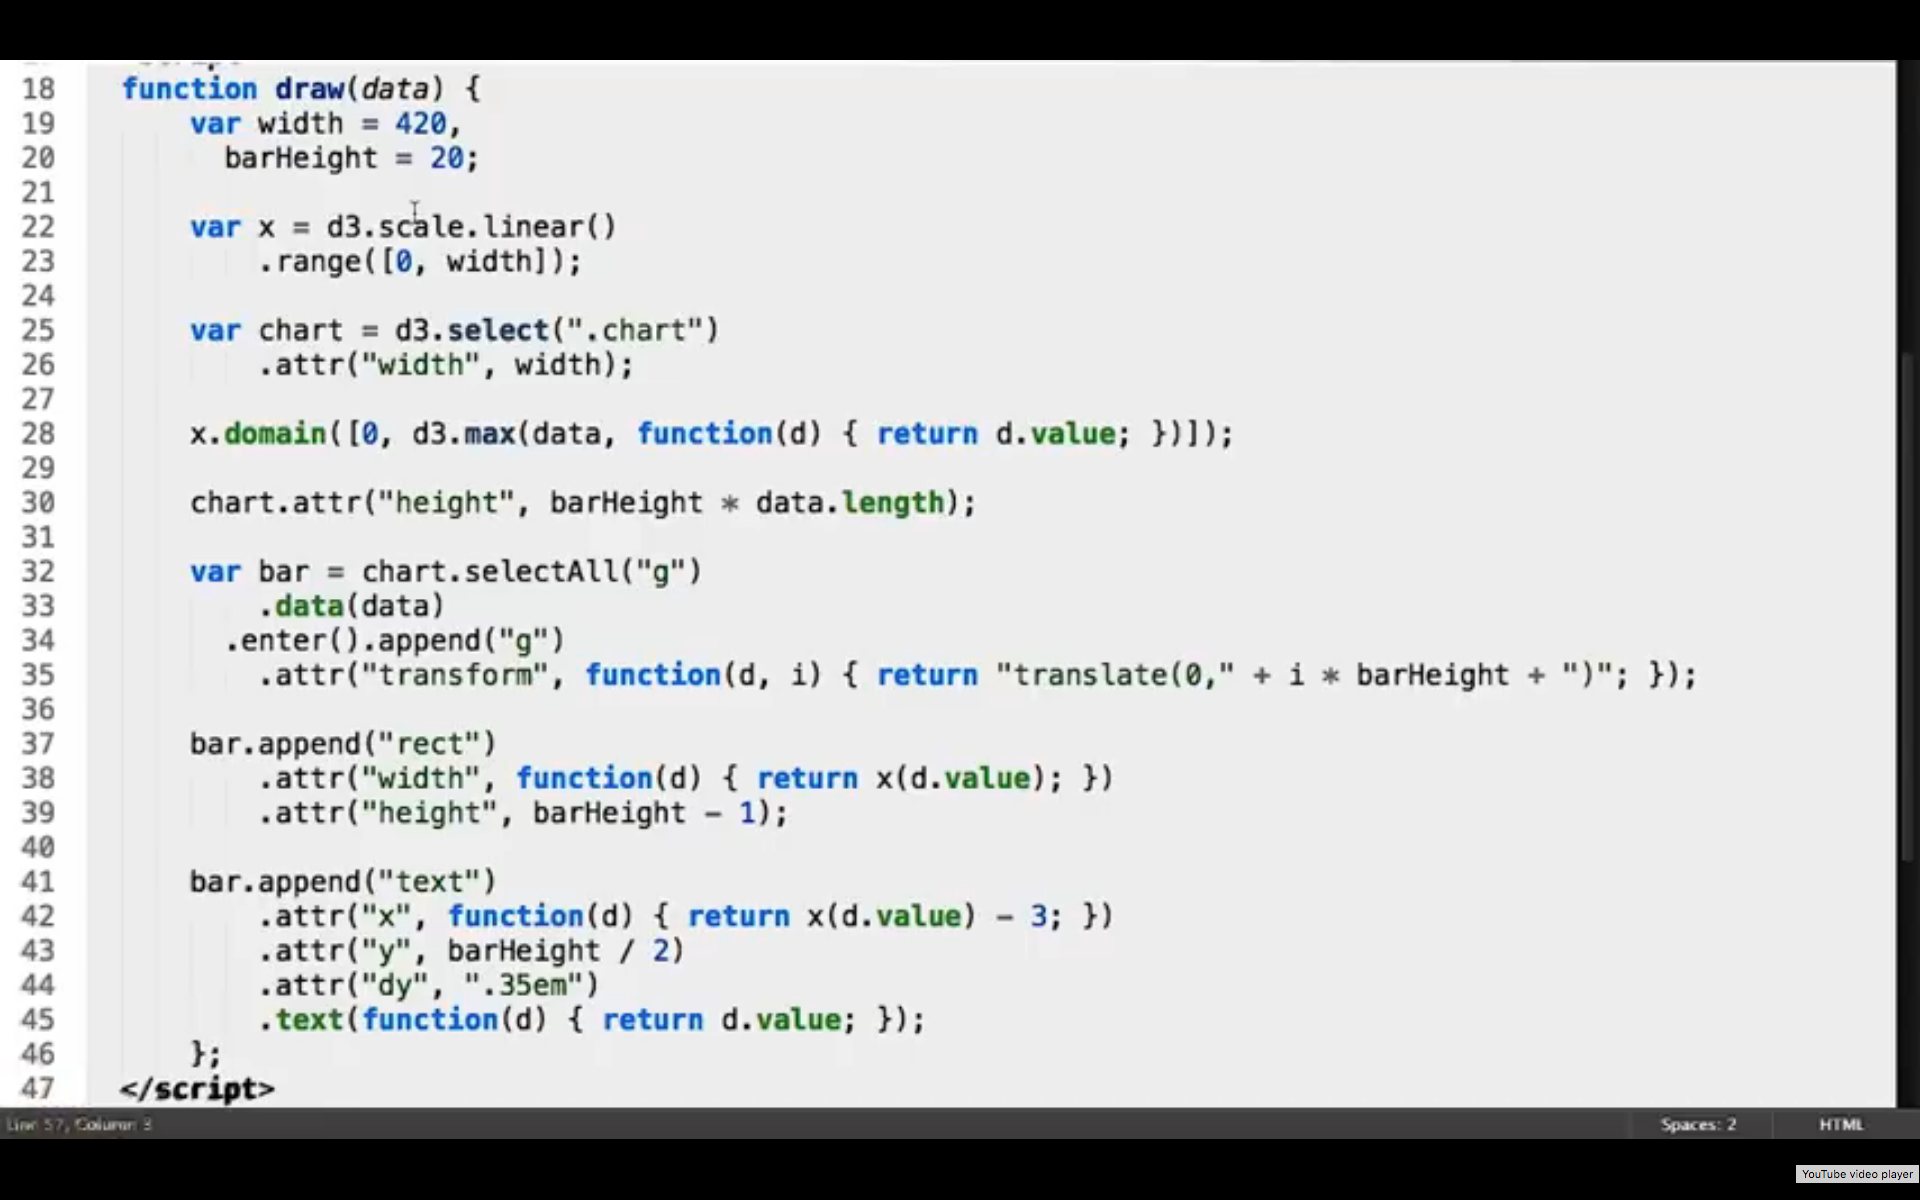 18 function draw(data) {
19 var width = 420,
20 barHeight = 20;
21
22 var x = d3.scale.linear()
23 .range([0, width]);
24
25 var chart = d3.select(".chart")
26 .attr("width", width);
27
28 x.domain([0, d3.max(data, function(d) { return d.value; })]);
29
30 chart.attr("height", barHeight * data.length);
31
32 var bar = chart.selectAll("g")
33 .data(data)
34 .enter().append("g")
35 .attr("transform", function(d, i) { return "translate(0," + i * barHeight + ")"; });
36
37 bar.append("rect")
38 .attr("width", function(d) { return x(d.value); })
39 .attr("height", barHeight - 1);
40
41 bar.append("text")
42 .attr("x", function(d) { return x(d.value) - 3; })
43 .attr("y", barHeight / 2)
44 .attr("dy", ".35em")
45 .text(function(d) { return d.value; });
46 };
47 </script>
Line 57, Column 3 Spaces: 2 HTML
YouTube video player